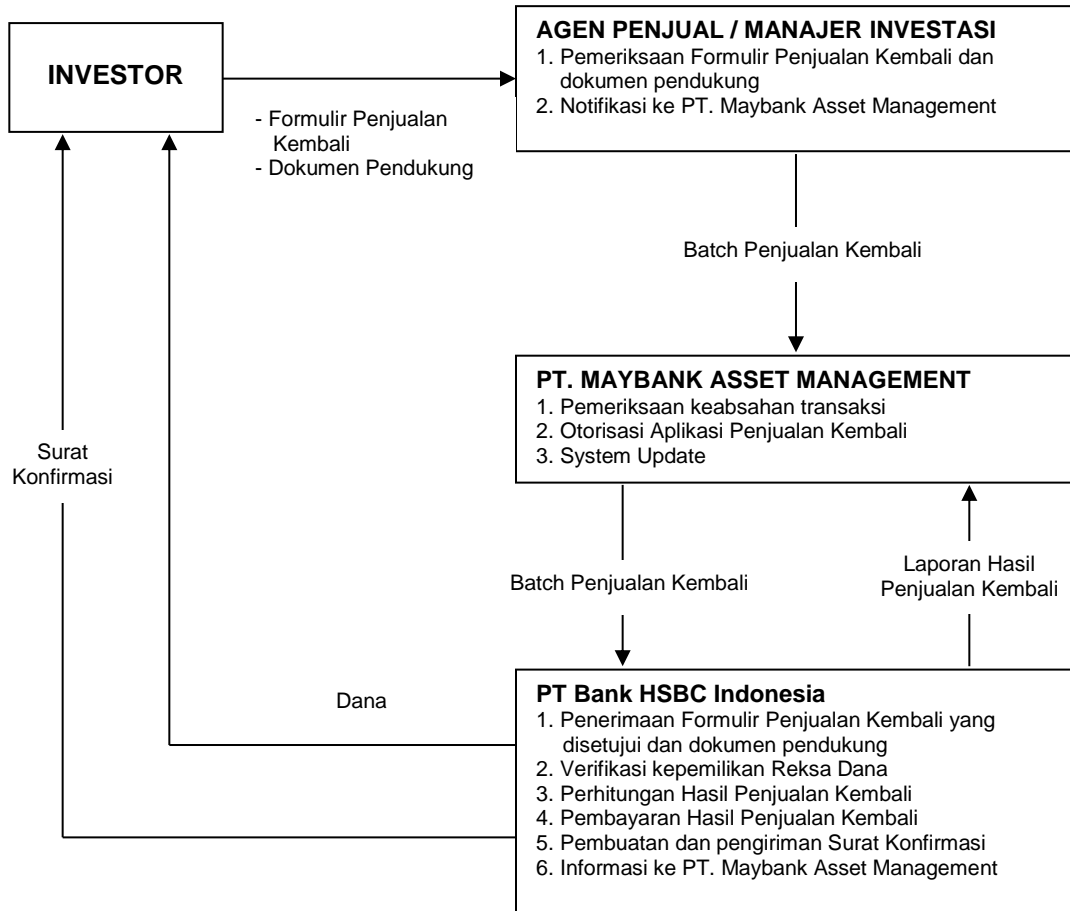 INVESTOR
AGEN PENJUAL / MANAJER INVESTASI
1. Pemeriksaan Formulir Penjualan Kembali dan
dokumen pendukung
2. Notifikasi ke PT. Maybank Asset Management
- Formulir Penjualan
Kembali
- Dokumen Pendukung
Batch Penjualan Kembali
PT. MAYBANK ASSET MANAGEMENT
1. Pemeriksaan keabsahan transaksi
2. Otorisasi Aplikasi Penjualan Kembali
3. System Update
Surat
Konfirmasi
Batch Penjualan Kembali
Laporan Hasil
Penjualan Kembali
Dana
PT Bank HSBC Indonesia
1. Penerimaan Formulir Penjualan Kembali yang
disetujui dan dokumen pendukung
2. Verifikasi kepemilikan Reksa Dana
3. Perhitungan Hasil Penjualan Kembali
4. Pembayaran Hasil Penjualan Kembali
5. Pembuatan dan pengiriman Surat Konfirmasi
6. Informasi ke PT. Maybank Asset Management